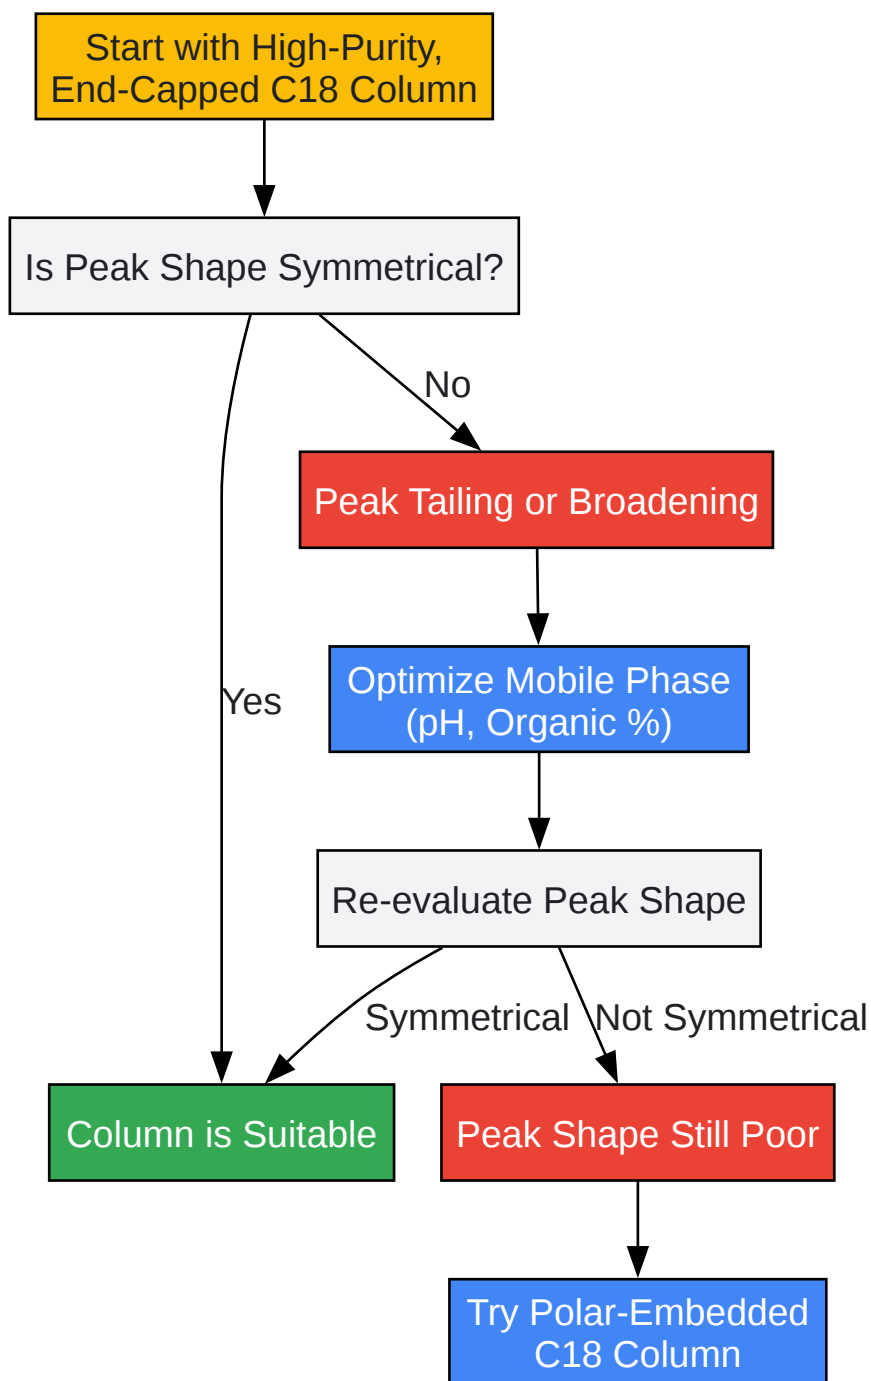 Start with High-Purity,
End-Capped C18 Column
Is Peak Shape Symmetrical?
No
Peak Tailing or Broadening
Optimize Mobile Phase
(pH, Organic %)
Yes
Re-evaluate Peak Shape
Symmetrical
Not Symmetrical
Column is Suitable
Peak Shape Still Poor
Try Polar-Embedded
C18 Column